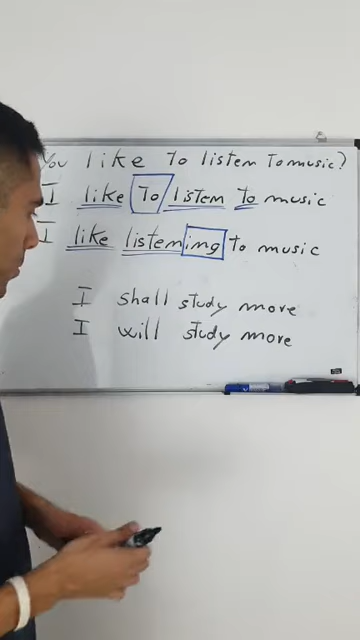 You like to listen to music?
I like to listen to music
I like listening to music
I shall study more
I will study more